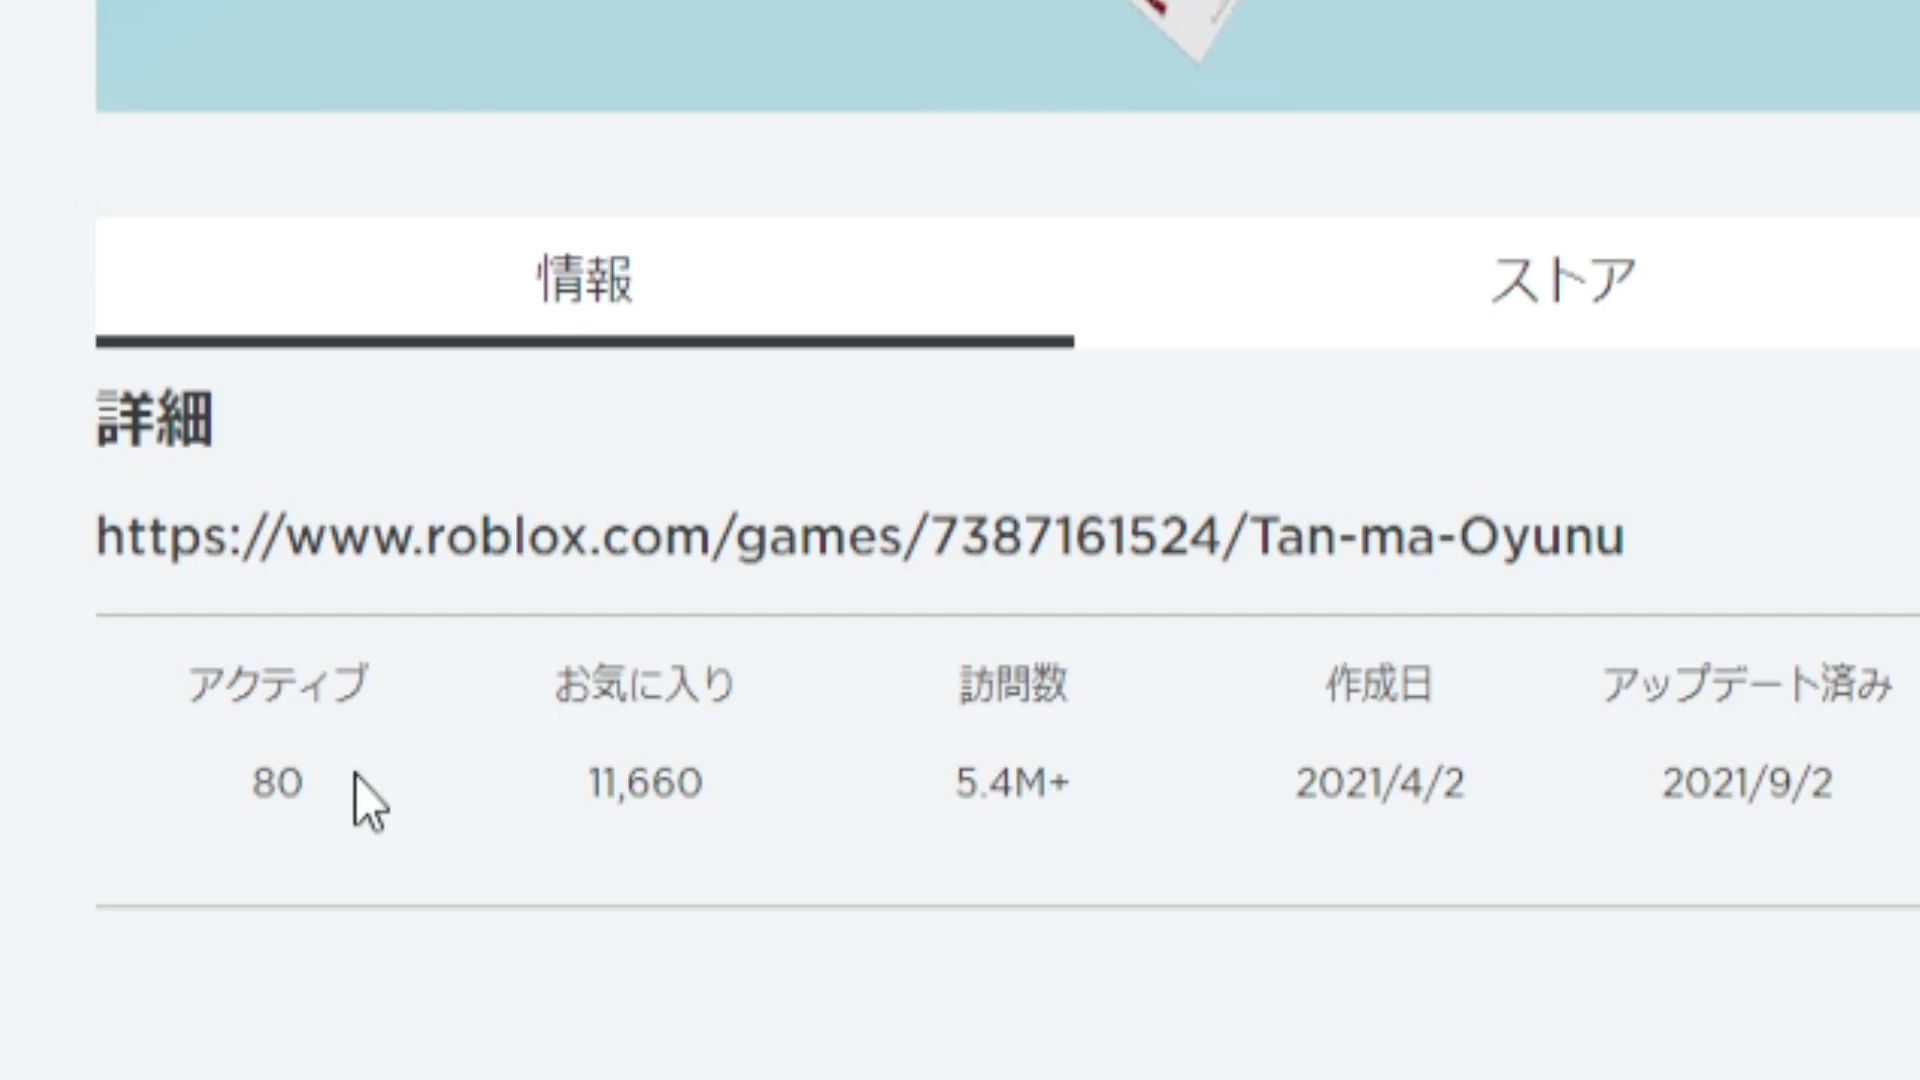 情報 ストア
詳細
https://www.roblox.com/games/7387161524/Tan-ma-Oyunu
アクティブ お気に入り 訪問数 作成日 アップデート済み
80 11,660 5.4M+ 2021/4/2 2021/9/2